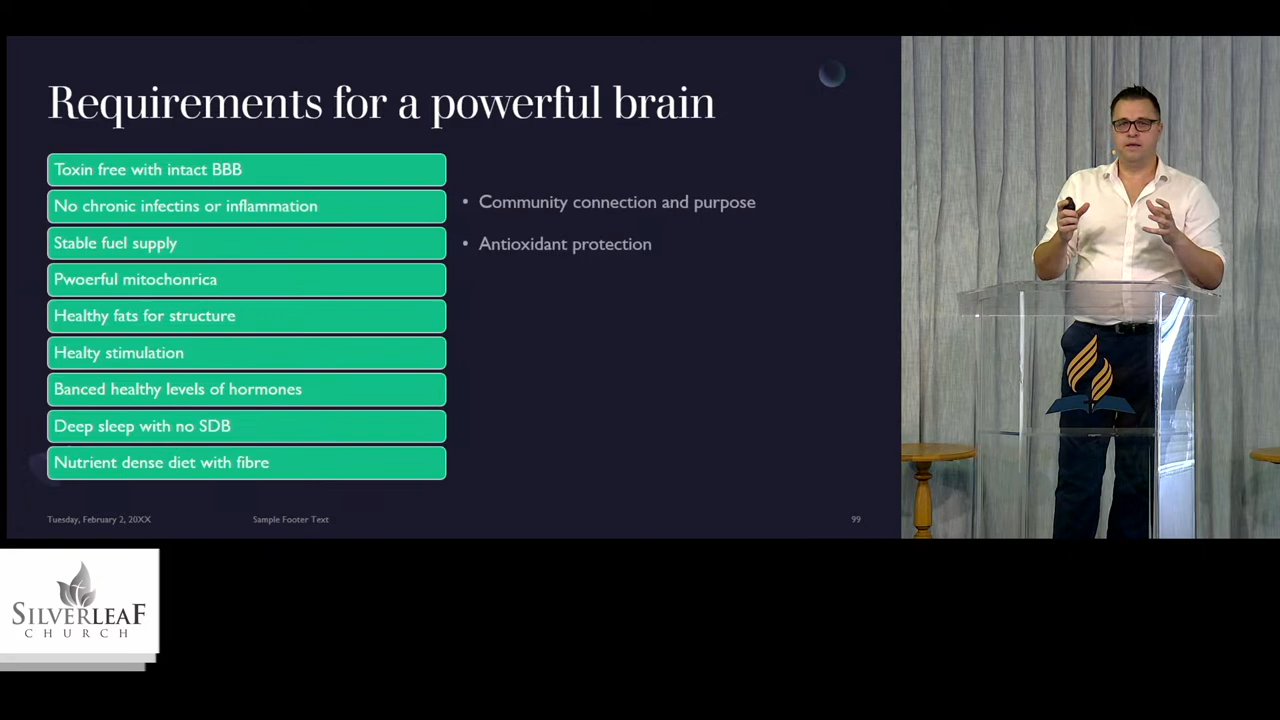 Requirements for a powerful brain
Toxin free with intact BBB
No chronic infectins or inflammation
Stable fuel supply
Pwoerful mitochonrica
Healthy fats for structure
Healty stimulation
Banced healthy levels of hormones
Deep sleep with no SDB
Nutrient dense diet with fibre
• Community connection and purpose
• Antioxidant protection
Tuesday, February 2, 20XX
Sample Footer Text
99
SILVERLEAF
CHURCH